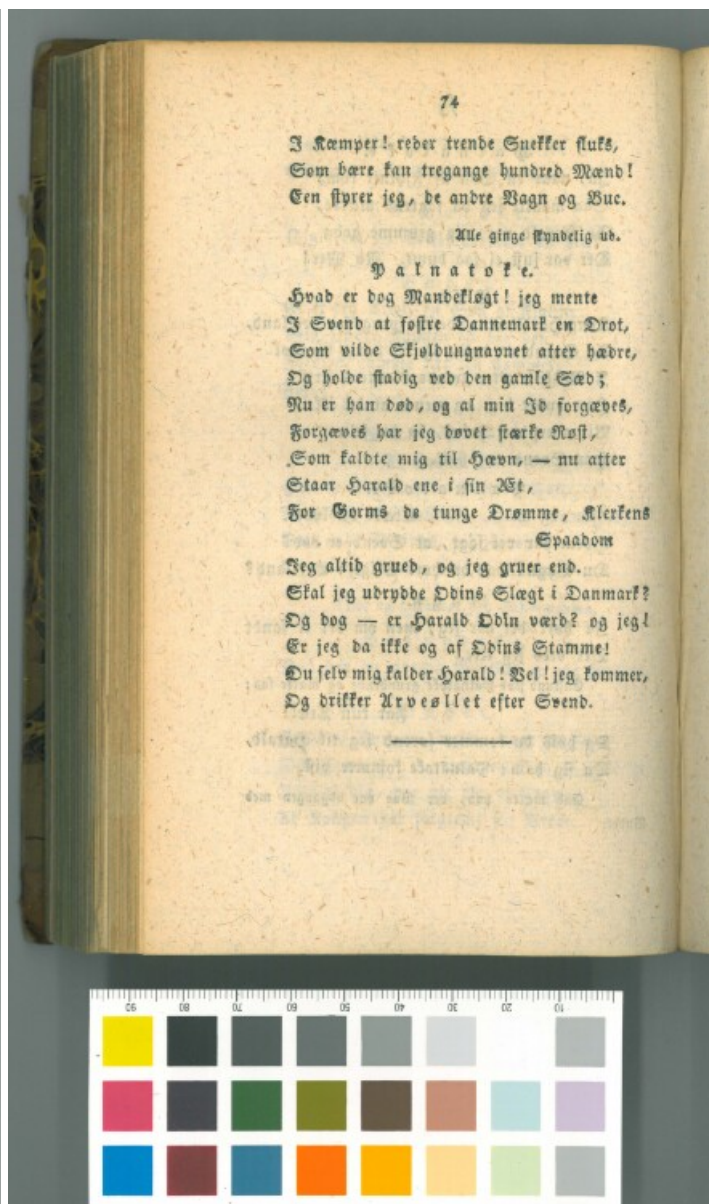 74
I Kæmper! reder trende Snekker fluks,
Som bære kan tregange hundred Mænd!
Een styrer jeg, de andre Vagn og Buc.
Alle ginge skyndelig ud.
Palnatoke.
Hvad er dog Mandekløgt! jeg mente
I Svend at fostre Dannemark en Drot,
Som vilde Skjoldungnavnet atter hædre,
Og holde stadig ved den gamle Sæd;
Nu er han død, og al min Id forgæves,
Forgæves har jeg døvet stærke Røst,
Som kaldte mig til Hævn, — nu atter
Staar Harald ene i sin Æt,
For Gorms de tunge Drømme, Klerkens
Spaadom
Jeg altid grued, og jeg gruer end.
Skal jeg udrydde Odins Slægt i Danmark?
Og dog — er Harald Odin værd? og jeg!
Er jeg da ikke og af Odins Stamme!
Du selv mig kalder Harald! Vel! jeg kommer,
Og drikker Arveøllet efter Svend.
90
80
70
60
50
40
30
20
10